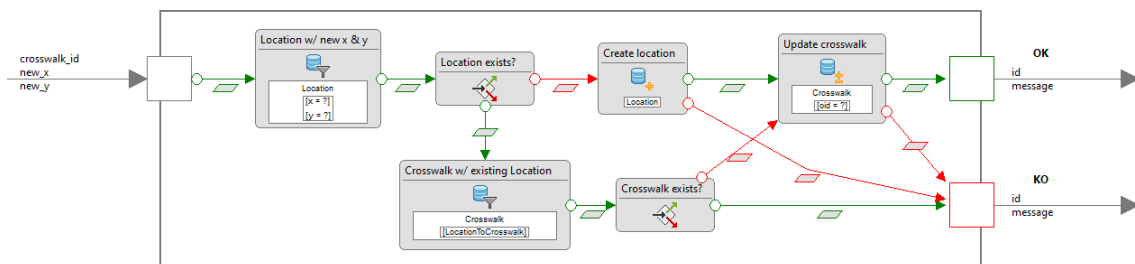 crosswalk_id
new_x
new_y
Location w/ new x & y
Location
[x = ?]
[y = ?]
Location exists?
Create location
Location
Update crosswalk
Crosswalk
[oid = ?]
OK
id
message
Crosswalk w/ existing Location
Crosswalk
[LocationToCrosswalk]
Crosswalk exists?
KO
id
message